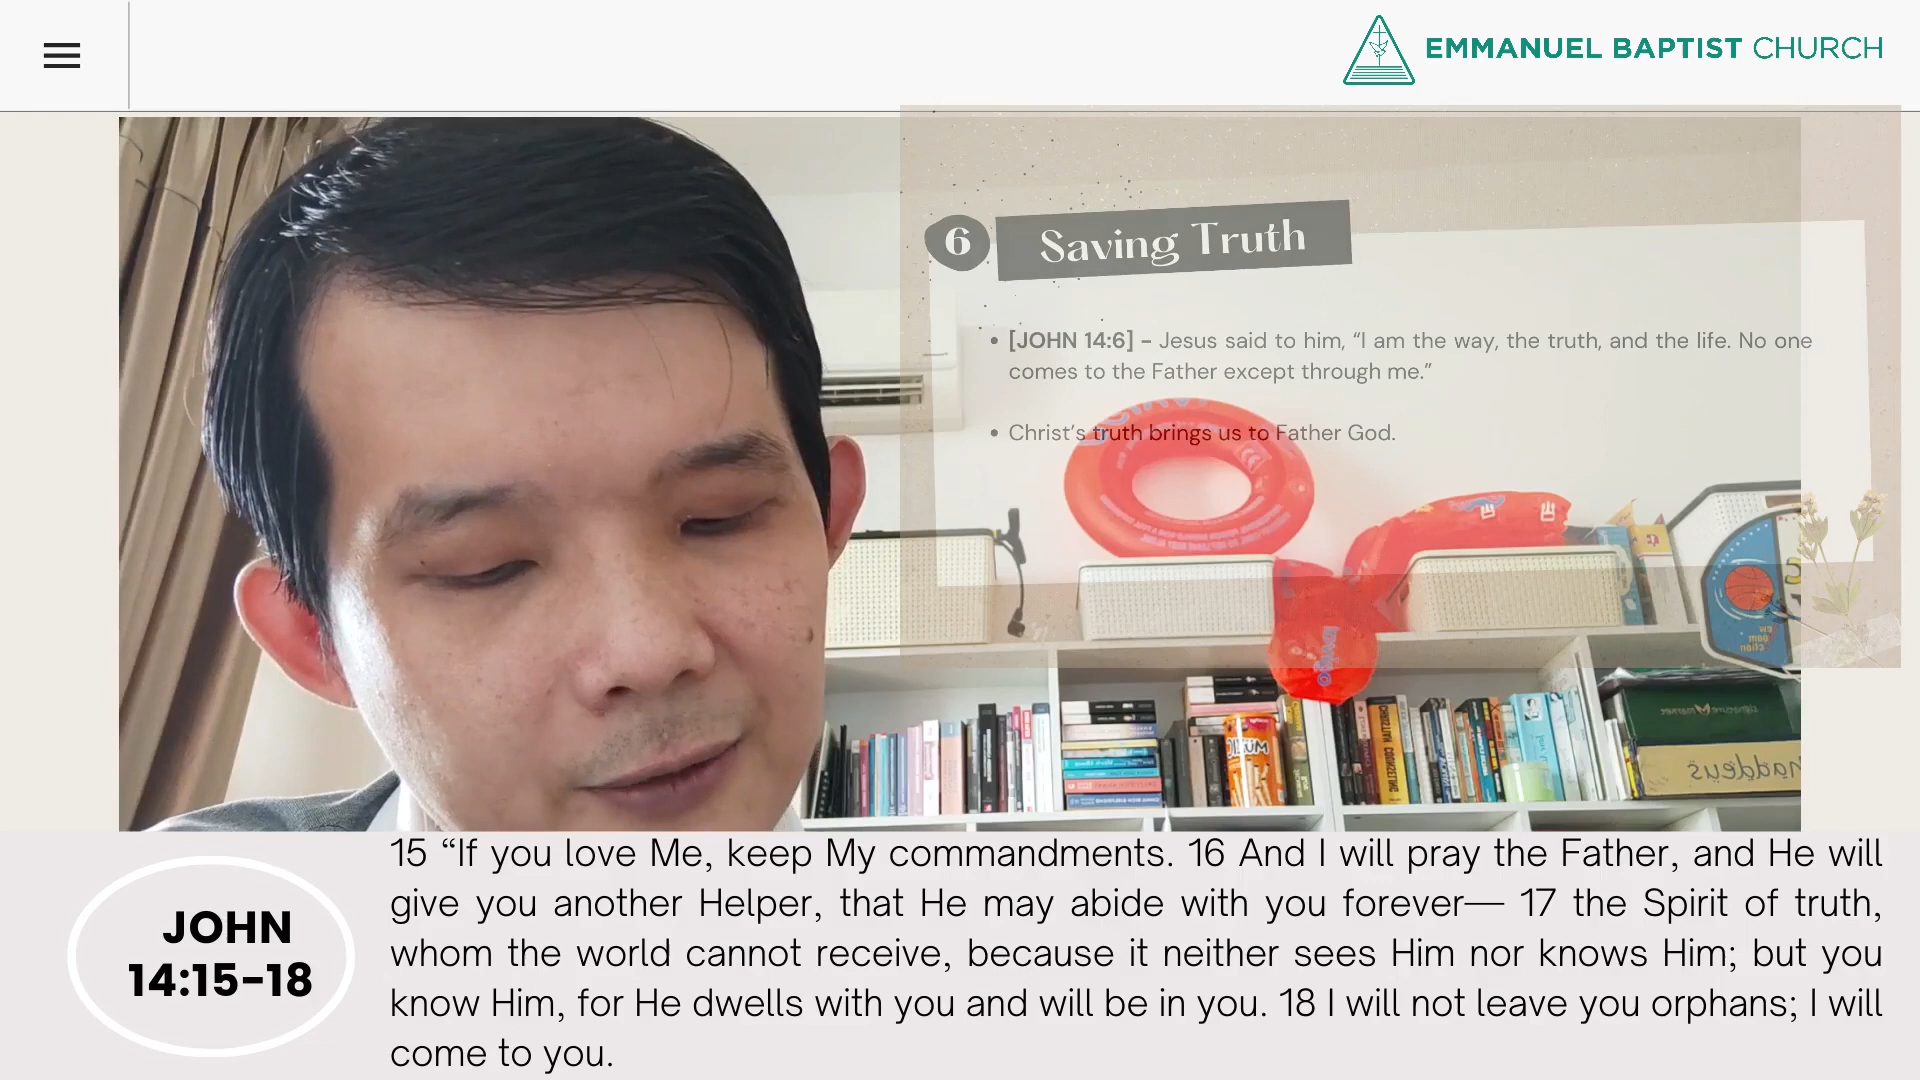 EMMANUEL BAPTIST CHURCH
6
Saving Truth
• [JOHN 14:6] – Jesus said to him, “I am the way, the truth, and the life. No one
comes to the Father except through me.”
• Christ’s truth brings us to Father God.
JOHN
14:15-18
15 “If you love Me, keep My commandments. 16 And I will pray the Father, and He will
give you another Helper, that He may abide with you forever— 17 the Spirit of truth,
whom the world cannot receive, because it neither sees Him nor knows Him; but you
know Him, for He dwells with you and will be in you. 18 I will not leave you orphans; I will
come to you.